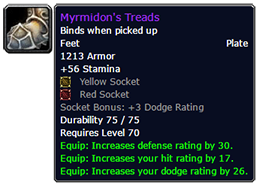 Myrmidon's Treads
Binds when picked up
Feet Plate
1213 Armor
+56 Stamina
Yellow Socket
Red Socket
Socket Bonus: +3 Dodge Rating
Durability 75 / 75
Requires Level 70
Equip: Increases defense rating by 30.
Equip: Increases your hit rating by 17.
Equip: Increases your dodge rating by 26.